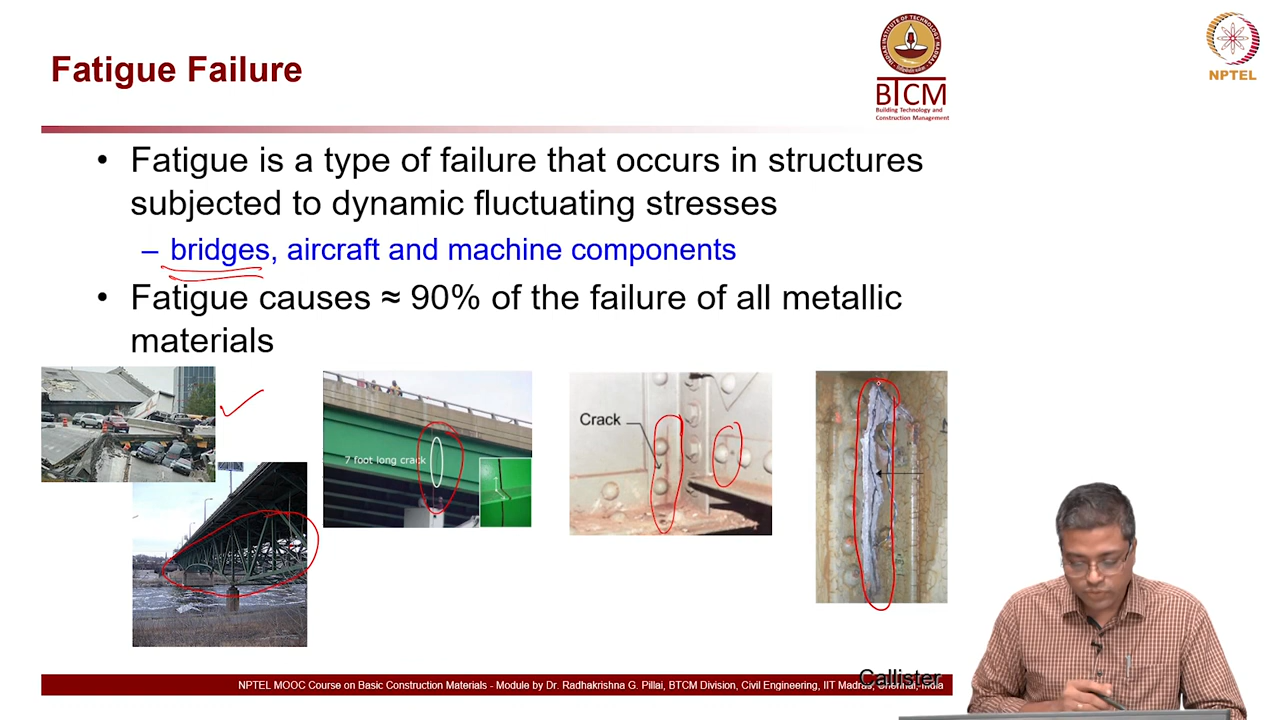 Fatigue Failure
BTCM
Building Technology and
Construction Management
NPTEL
• Fatigue is a type of failure that occurs in structures
subjected to dynamic fluctuating stresses
– bridges, aircraft and machine components
• Fatigue causes ≈ 90% of the failure of all metallic
materials
7 foot long crack
Crack
Callister
NPTEL MOOC Course on Basic Construction Materials - Module by Dr. Radhakrishna G. Pillai, BTCM Division, Civil Engineering, IIT Madras, Chennai, India